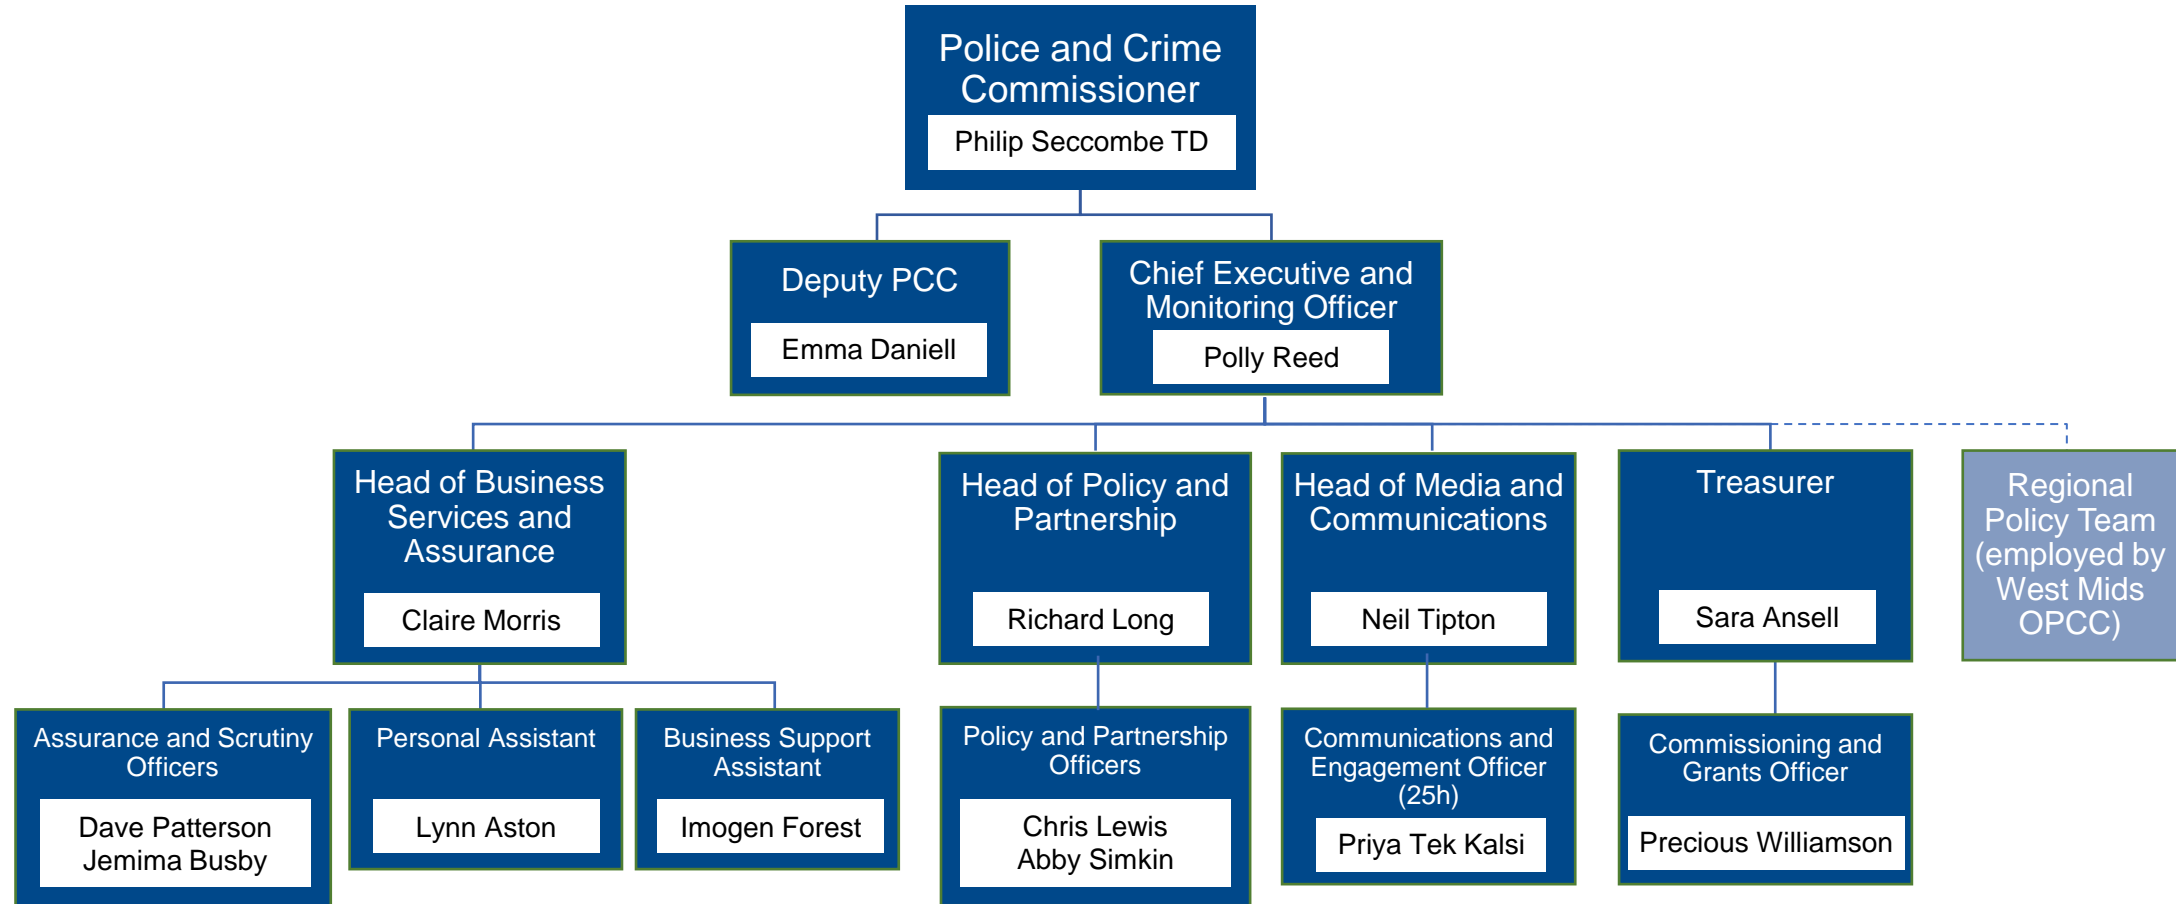 Police and Crime
Commissioner
Philip Seccombe TD
Deputy PCC
Emma Daniell
Chief Executive and
Monitoring Officer
Polly Reed
Head of Business
Services and
Assurance
Claire Morris
Head of Policy and
Partnership
Richard Long
Head of Media and
Communications
Neil Tipton
Treasurer
Sara Ansell
Regional
Policy Team
(employed by
West Mids
OPCC)
Assurance and Scrutiny
Officers
Dave Patterson
Jemima Busby
Personal Assistant
Lynn Aston
Business Support
Assistant
Imogen Forest
Policy and Partnership
Officers
Chris Lewis
Abby Simkin
Communications and
Engagement Officer
(25h)
Priya Tek Kalsi
Commissioning and
Grants Officer
Precious Williamson